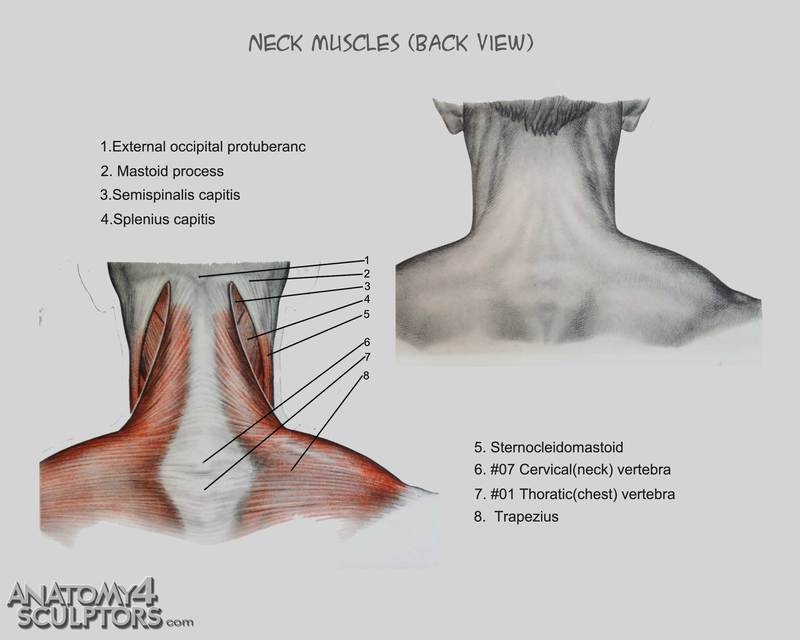 NECK MUSCLES (BACK VIEW)
1.External occipital protuberanc
2. Mastoid process
3.Semispinalis capitis
4.Splenius capitis
1
2
3
4
5
6
7
8
5. Sternocleidomastoid
6. #07 Cervical(neck) vertebra
7. #01 Thoratic(chest) vertebra
8. Trapezius
ANATOMY4
SCULPTORS.com